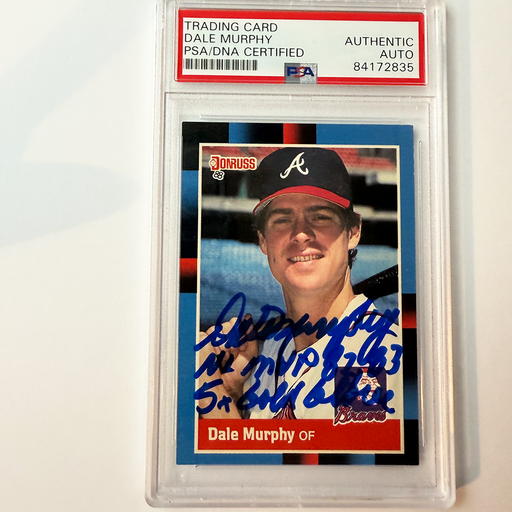 TRADING CARD
DALE MURPHY
PSA/DNA CERTIFIED
AUTHENTIC
AUTO
84172835
PSA
DONRUSS
88
A
Dale Murphy
NL MVP 82, 83
5x Gold Glove
Braves
Dale Murphy OF